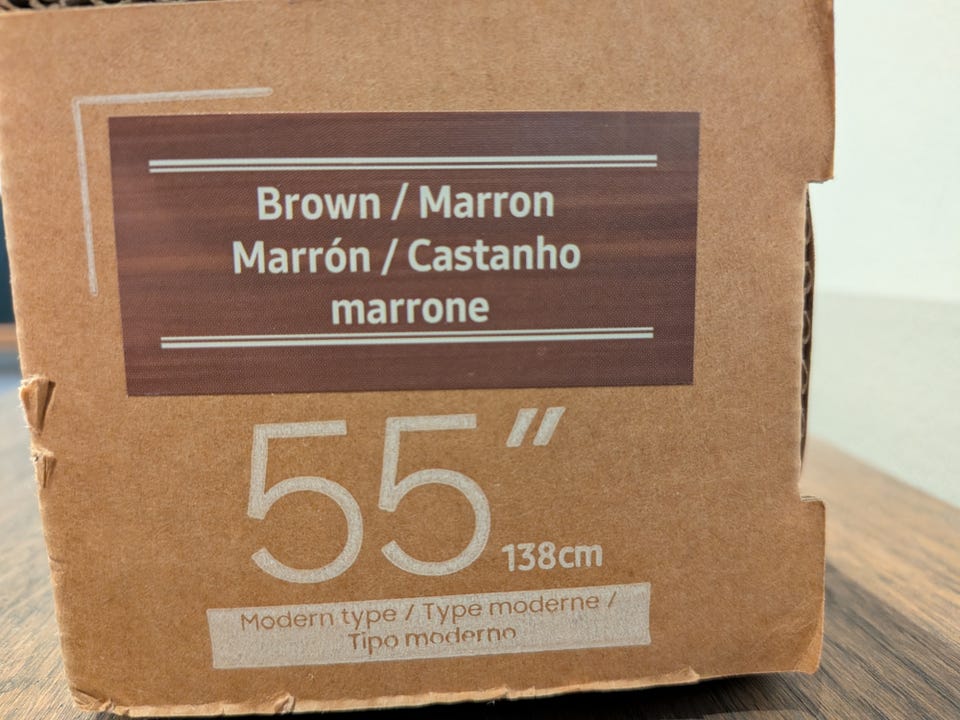 Brown / Marron
Marrón / Castanho
marrone
55"
138cm
Modern type / Type moderne /
Tipo moderno